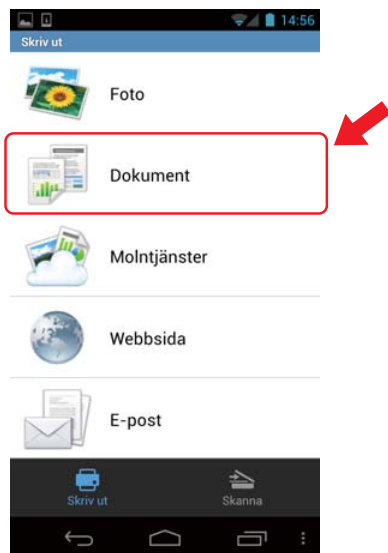 14:56
Skriv ut
Foto
Dokument
Molntjänster
Webbsida
E-post
Skriv ut
Skanna